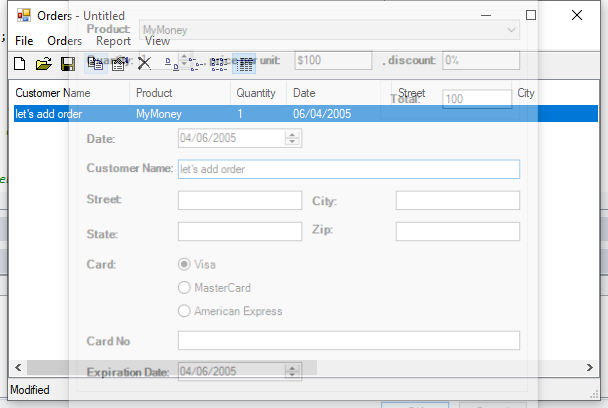 Orders - Untitled
Product: MyMoney
File Orders Report View
price per unit: $100 , discount: 0%
Customer Name Product Quantity Date Street City
Total: 100
let's add order MyMoney 1 06/04/2005
Date: 04/06/2005
Customer Name: let's add order
Street: City:
State: Zip:
Card: Visa
MasterCard
American Express
Card No
Expiration Date: 04/06/2005
Modified